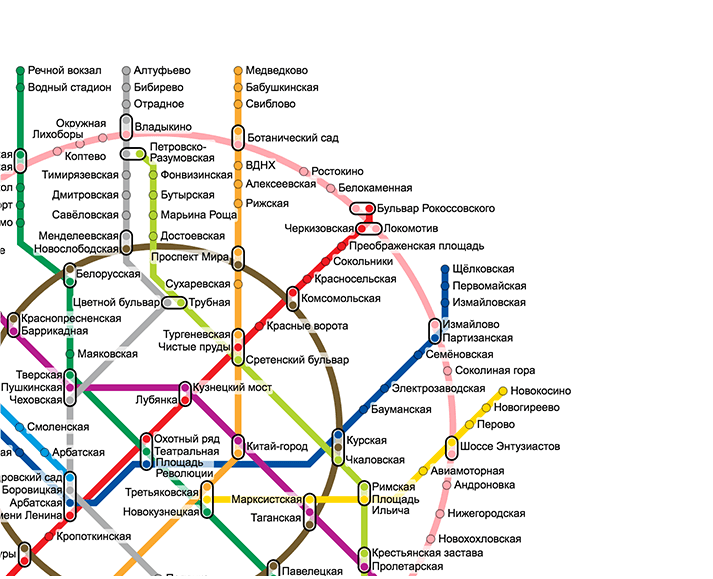 Речной вокзал
Алтуфьево
Медведково
Водный стадион
Бибирево
Бабушкинская
Отрадное
Свиблово
Окружная
Владыкино
Лихоборы
Ботанический сад
Петровско-
Разумовская
Коптево
ВДНХ
Ростокино
Тимирязевская
Фонвизинская
Алексеевская
Белокаменная
Дмитровская
Бутырская
Рижская
Бульвар Рокоссовского
Савёловская
Марьина Роща
Черкизовская
Локомотив
Менделеевская
Достоевская
Преображенская площадь
Новослободская
Проспект Мира
Сокольники
Щёлковская
Белорусская
Сухаревская
Красносельская
Первомайская
Цветной бульвар
Трубная
Комсомольская
Измайловская
Краснопресненская
Баррикадная
Красные ворота
Измайлово
Партизанская
Тургеневская
Чистые пруды
Сретенский бульвар
Маяковская
Семёновская
Соколиная гора
Тверская
Пушкинская
Чеховская
Кузнецкий мост
Лубянка
Электрозаводская
Новокосино
Новогиреево
Бауманская
Перово
Смоленская
Охотный ряд
Театральная
Площадь
Революции
Китай-город
Курская
Чкаловская
Шоссе Энтузиастов
Арбатская
Авиамоторная
Боровицкая
Арбатская
Третьяковская
Новокузнецкая
Марксистская
Таганская
Римская
Площадь
Ильича
Андроновка
Нижегородская
Кропоткинская
Новохохловская
Крестьянская застава
Пролетарская
Павелецкая